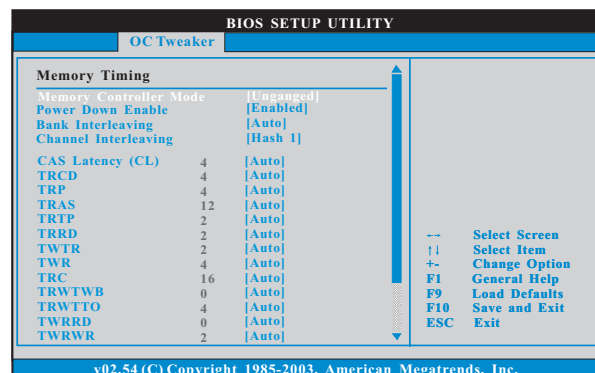 BIOS SETUP UTILITY
OC Tweaker
Memory Timing
Memory Controller Mode [Unganged]
Power Down Enable [Enabled]
Bank Interleaving [Auto]
Channel Interleaving [Hash 1]
CAS Latency (CL) 4 [Auto]
TRCD 4 [Auto]
TRP 4 [Auto]
TRAS 12 [Auto]
TRTP 2 [Auto]
TRRD 2 [Auto]
TWTR 2 [Auto]
TWR 4 [Auto]
TRC 16 [Auto]
TRWTWB 0 [Auto]
TRWTTO 4 [Auto]
TWRRD 0 [Auto]
TWRWR 2 [Auto]
←→ Select Screen
↑↓ Select Item
+- Change Option
F1 General Help
F9 Load Defaults
F10 Save and Exit
ESC Exit
v02.54 (C) Copyright 1985-2003, American Megatrends, Inc.